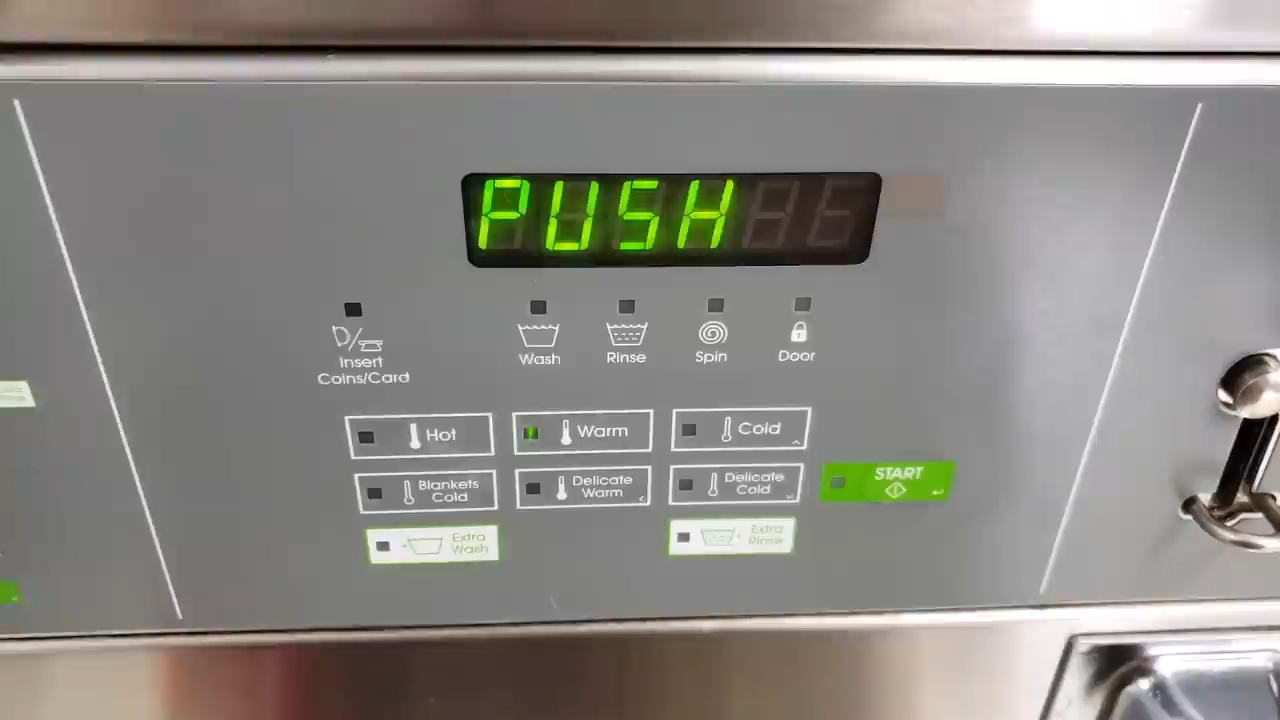 PUSH
Insert
Coins/Card
Wash
Rinse
Spin
Door
Hot
Warm
Cold
Blankets
Cold
Delicate
Warm
Delicate
Cold
START
Extra
Wash
Extra
Rinse